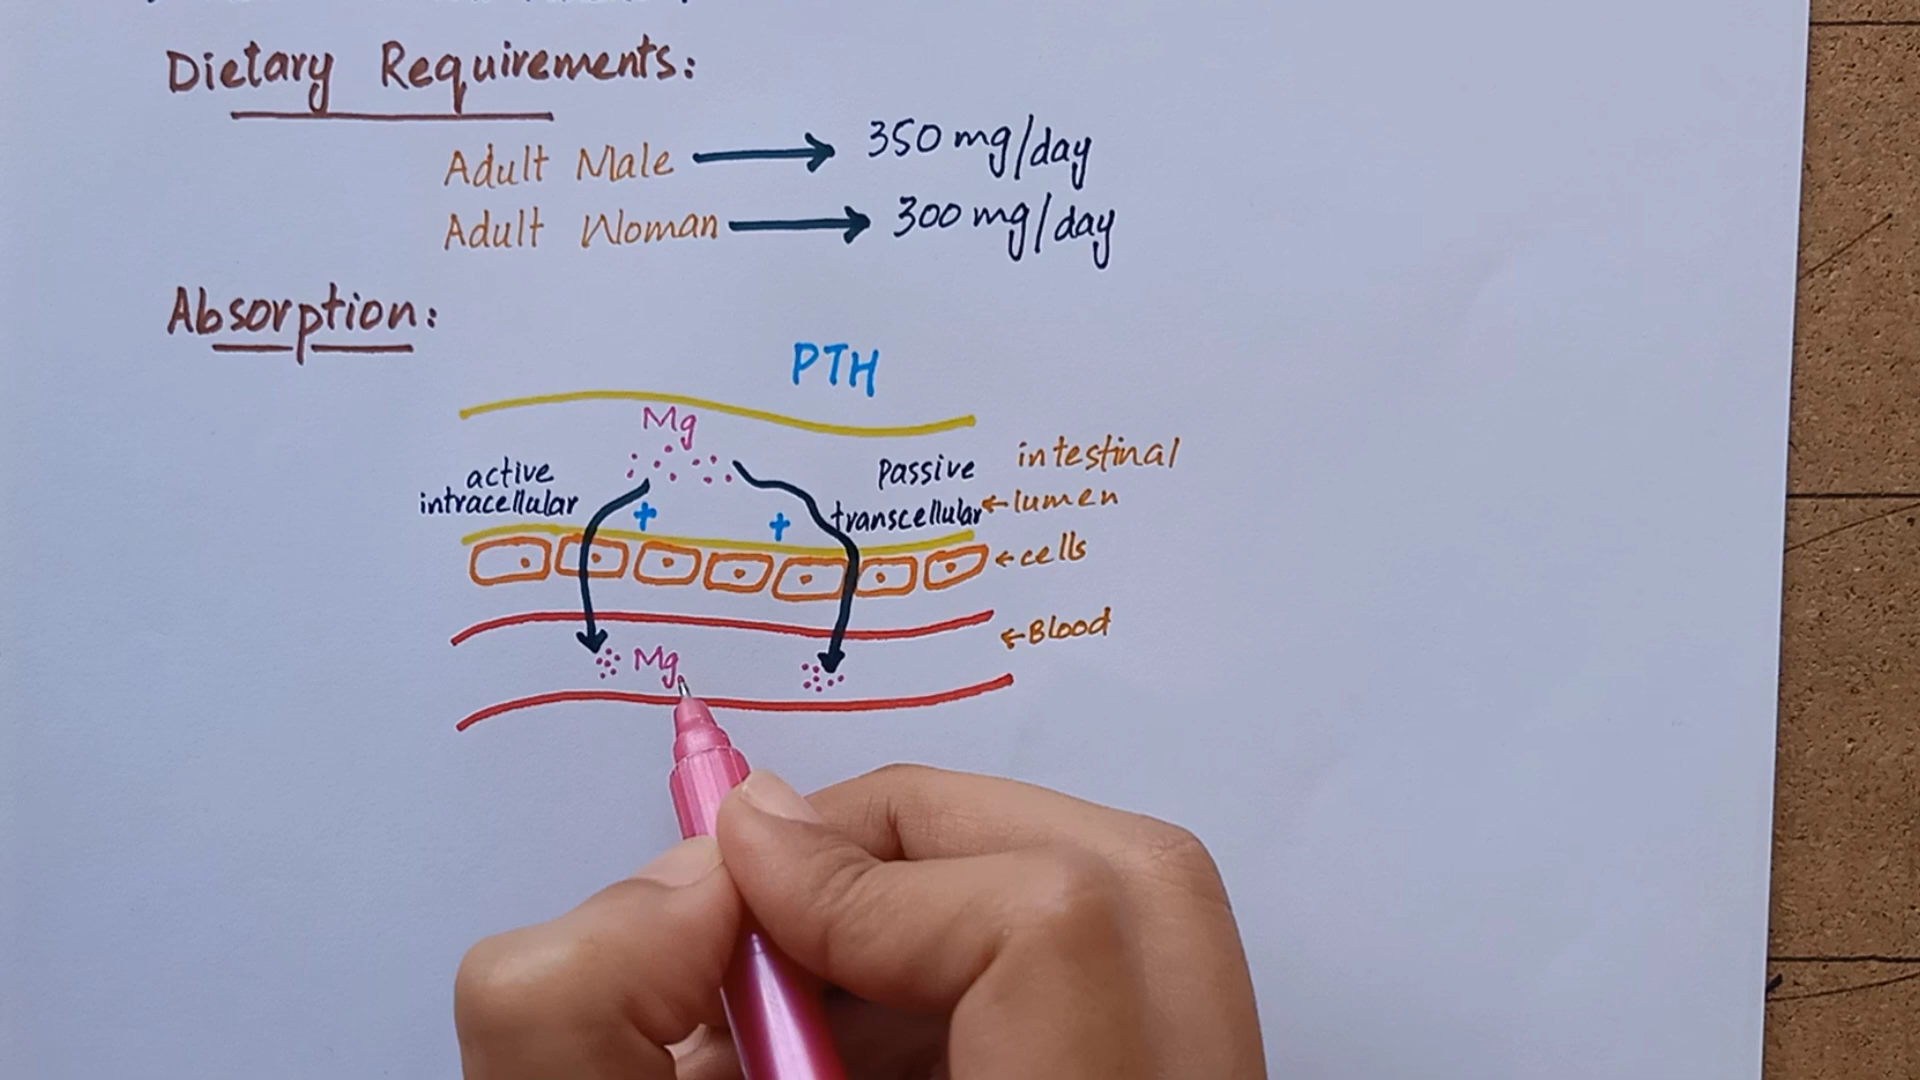 Dietary Requirements:
Adult Male → 350 mg/day
Adult Woman → 300 mg/day
Absorption:
PTH
Mg
active
intracellular
+
+
passive
transcellular
intestinal
←lumen
←cells
←Blood
Mg